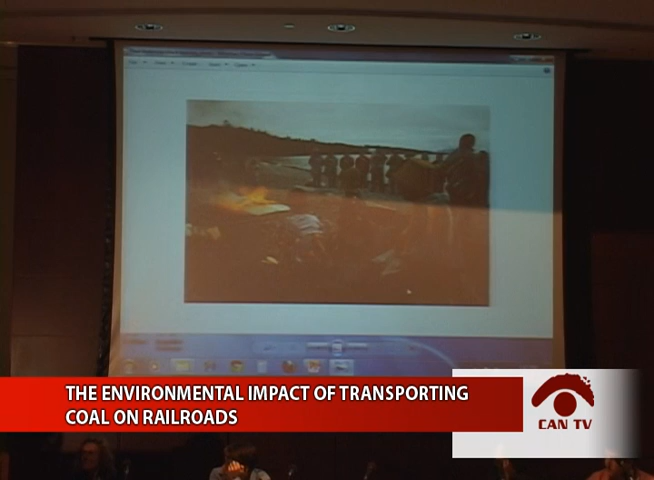 THE ENVIRONMENTAL IMPACT OF TRANSPORTING
COAL ON RAILROADS
CAN TV